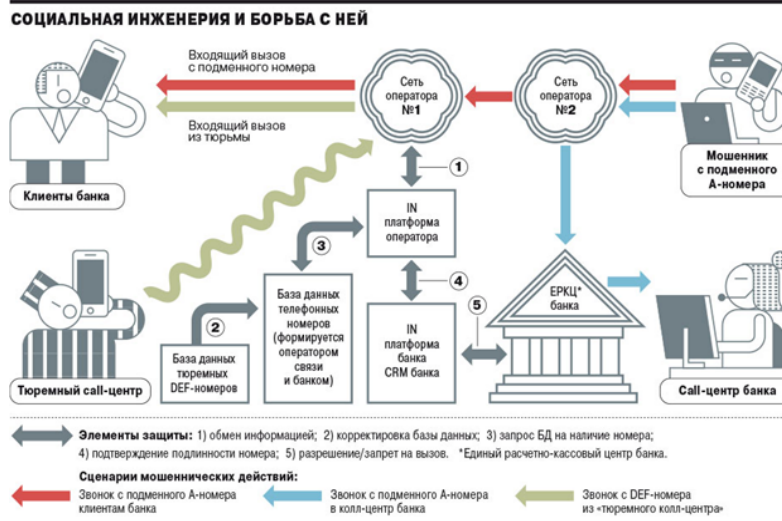 СОЦИАЛЬНАЯ ИНЖЕНЕРИЯ И БОРЬБА С НЕЙ
Входящий вызов
с подменного номера
Входящий вызов
из тюрьмы
Сеть
оператора
№1
Сеть
оператора
№2
Клиенты банка
Мошенник
с подменного
А-номера
1
IN
платформа
оператора
3
4
База данных
телефонных
номеров
(формируется
оператором
связи
и банком)
2
База данных
тюремных
DEF-номеров
IN
платформа
банка
CRM банка
5
ЕРКЦ*
банка
Тюремный call-центр
Call-центр банка
Элементы защиты: 1) обмен информацией; 2) корректировка базы данных; 3) запрос БД на наличие номера;
4) подтверждение подлинности номера; 5) разрешение/запрет на вызов. *Единый расчетно-кассовый центр банка.
Сценарии мошеннических действий:
Звонок с подменного А-номера
клиентам банка
Звонок с подменного А-номера
в колл-центр банка
Звонок с DEF-номера
из «тюремного колл-центра»